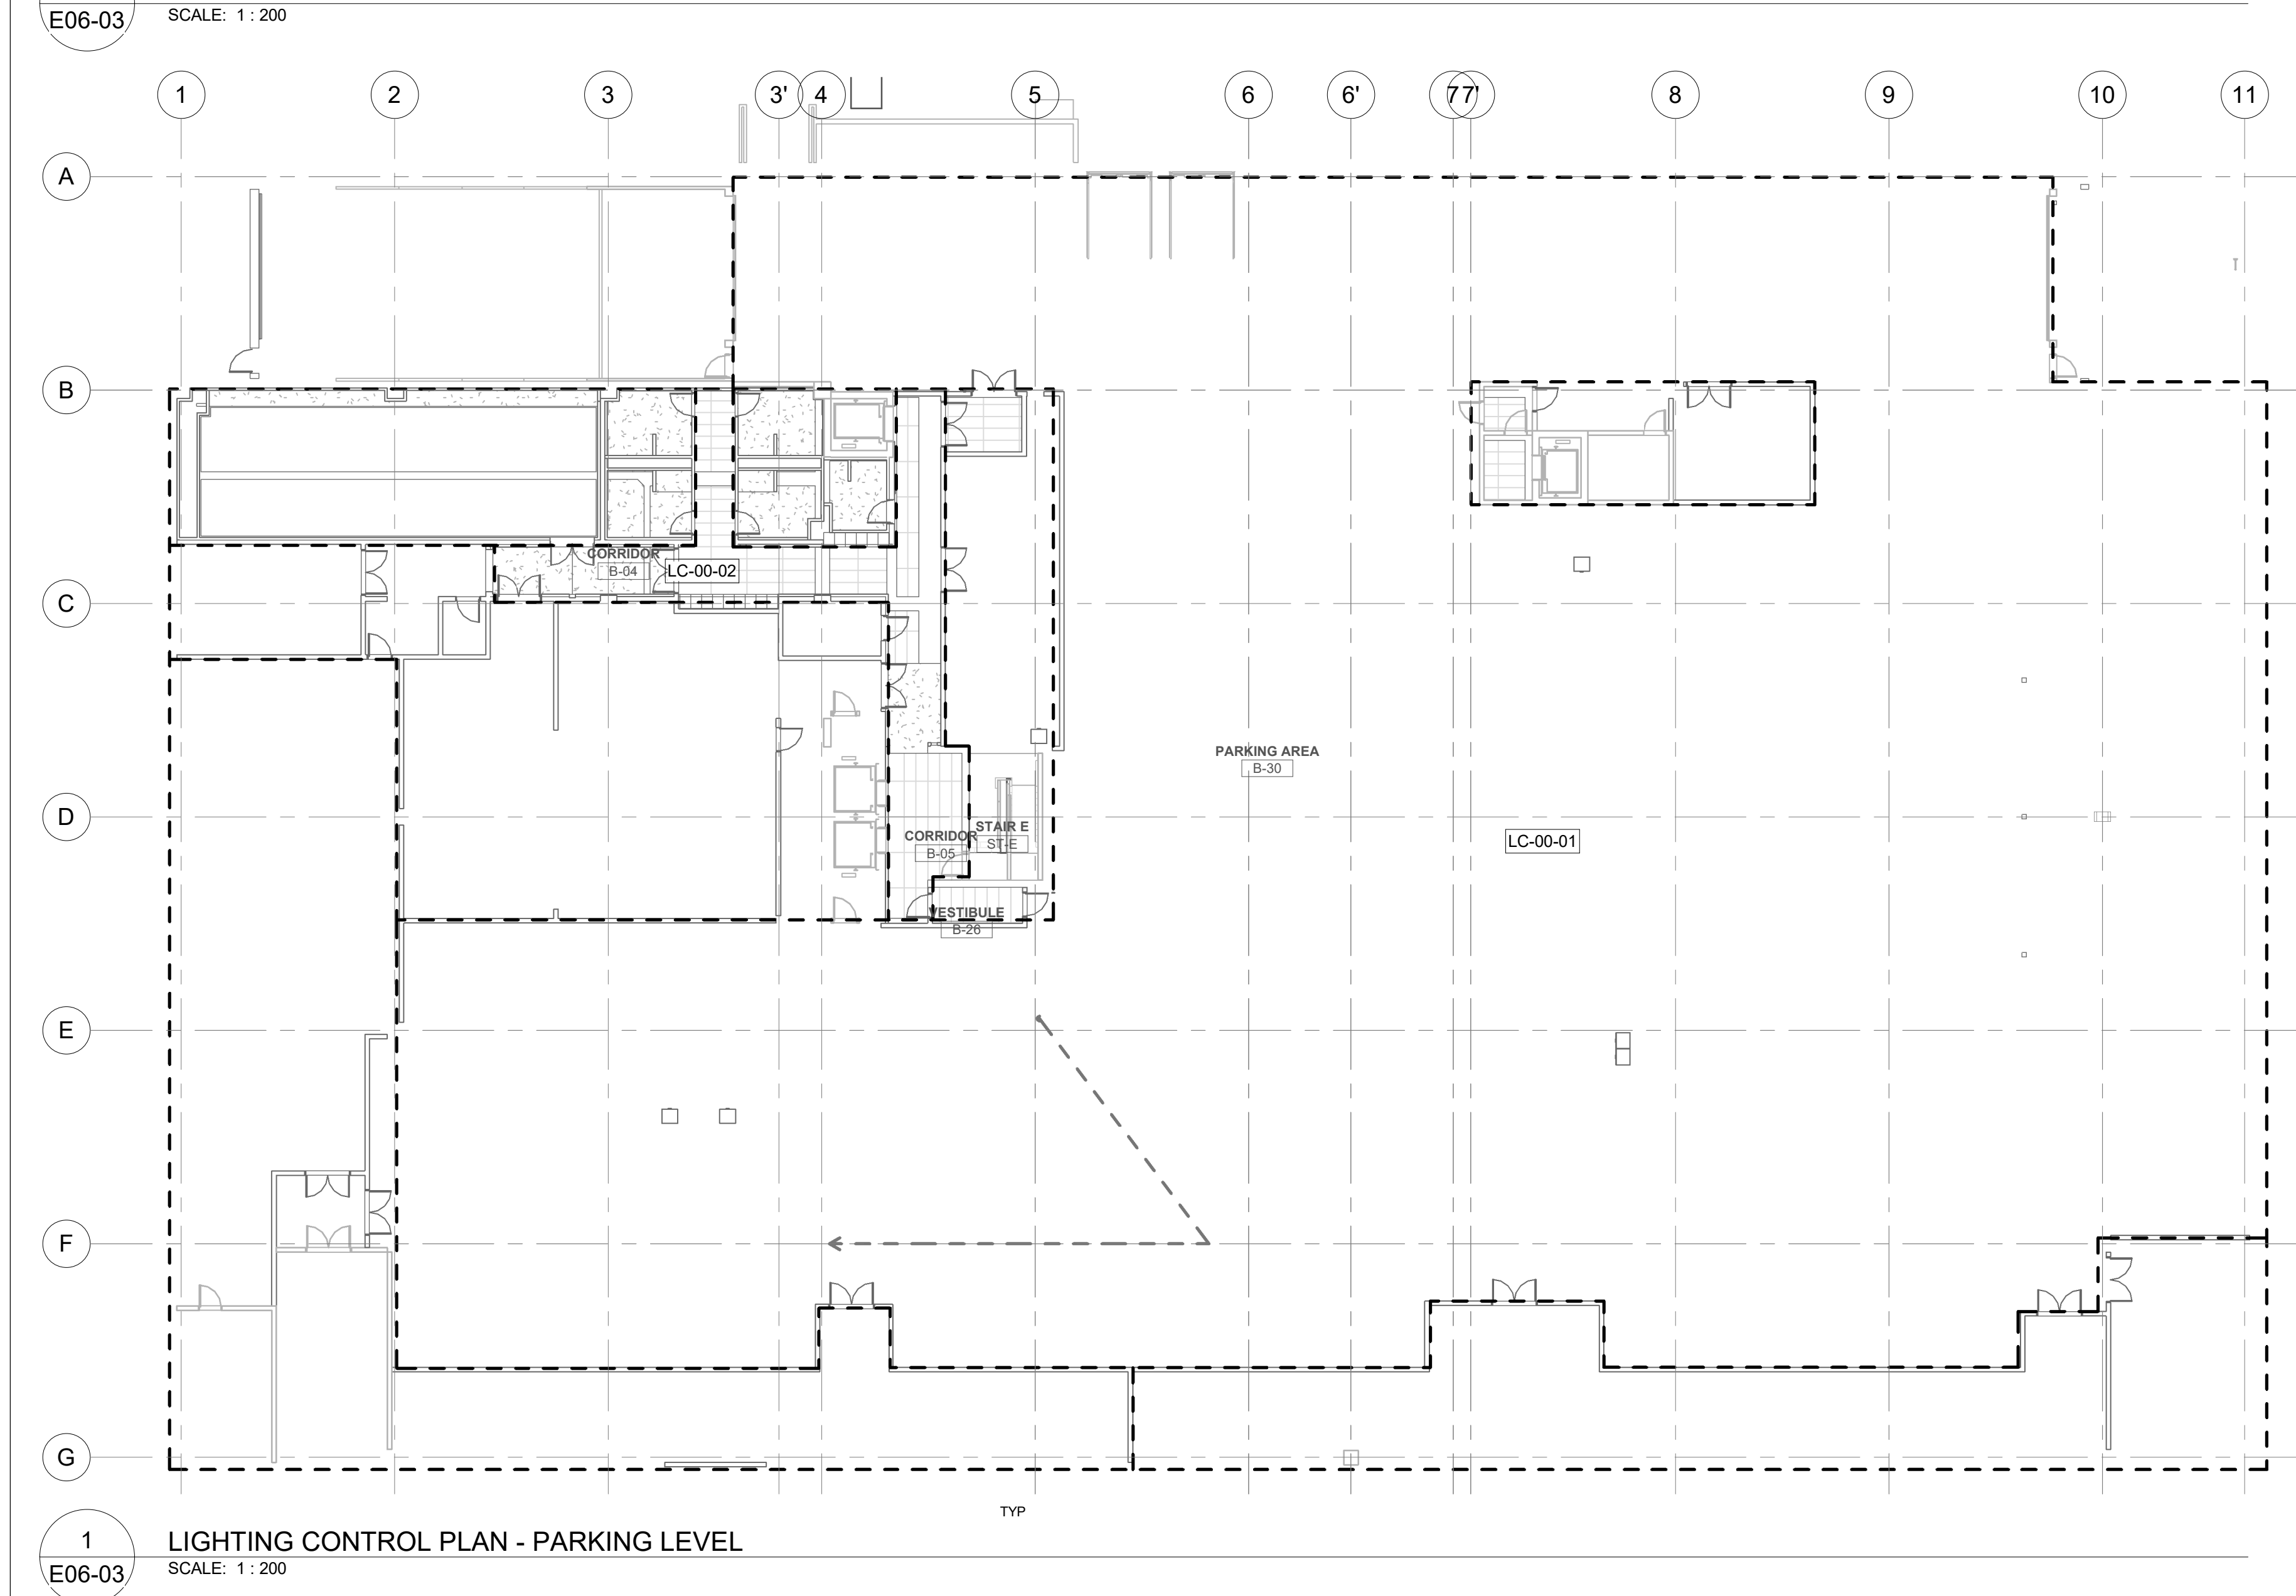 E06-03
SCALE: 1 : 200
1 2 3 3' 4 5 6 6' 7 7' 8 9 10 11
A
B
CORRIDOR
B-04
LC-00-02
C
PARKING AREA
B-30
D
STAIR E
ST-E
CORRIDOR
B-05
LC-00-01
VESTIBULE
B-26
E
F
G
TYP
1
LIGHTING CONTROL PLAN - PARKING LEVEL
E06-03
SCALE: 1 : 200